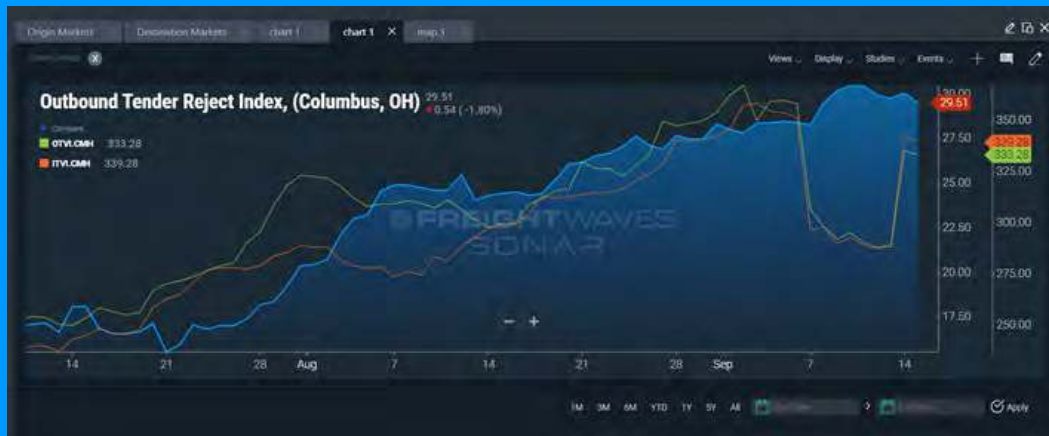 Origin Markets Destination Markets chart 1 chart 1 × map 1
X
Views Display Studies Events +
Outbound Tender Reject Index, (Columbus, OH) 29.51
0.54 (-1.80%)
Compare
OTVI.CMH 333.28
ITVI.CMH 339.28
FREIGHTWAVES
SONAR
30.00
29.51
27.50
25.00
22.50
20.00
17.50
350.00
339.28
333.28
325.00
300.00
275.00
250.00
− +
14 21 28 Aug 7 14 21 28 Sep 7 14
1M 3M 6M YTD 1Y 5Y All > Apply